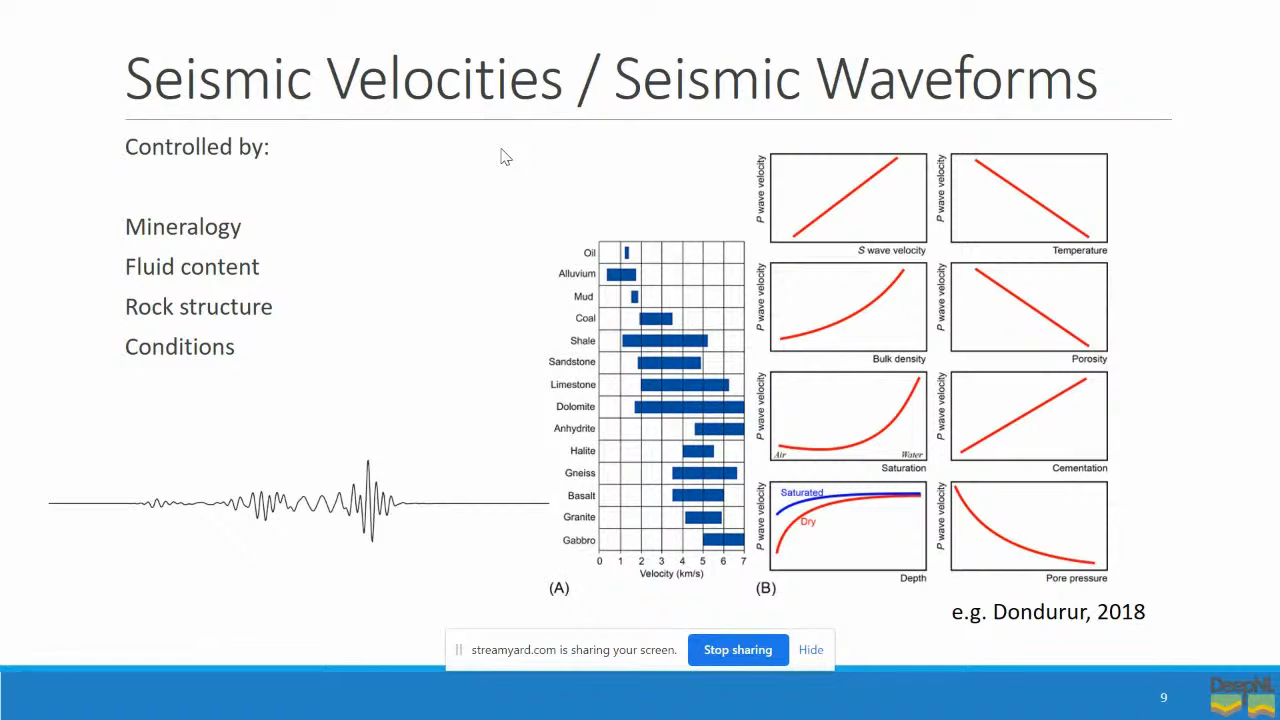 Seismic Velocities / Seismic Waveforms
Controlled by:
Mineralogy
Fluid content
Rock structure
Conditions
Oil
Alluvium
Mud
Coal
Shale
Sandstone
Limestone
Dolomite
Anhydrite
Halite
Gneiss
Basalt
Granite
Gabbro
0 1 2 3 4 5 6 7
Velocity (km/s)
(A)
P wave velocity
S wave velocity
P wave velocity
Temperature
P wave velocity
Bulk density
P wave velocity
Porosity
P wave velocity
Air
Water
Saturation
P wave velocity
Cementation
P wave velocity
Saturated
Dry
Depth
P wave velocity
Pore pressure
(B)
e.g. Dondurur, 2018
streamyard.com is sharing your screen.
Stop sharing
Hide
9
DeepNL